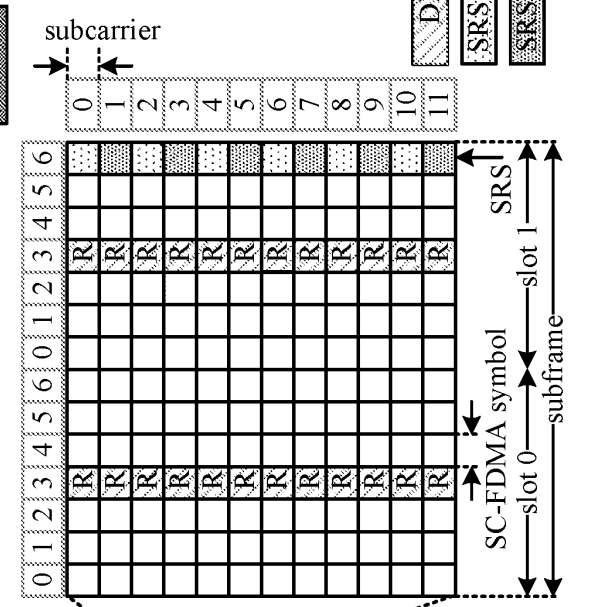 D
SRS
SRS
subcarrier
0 1 2 3 4 5 6 7 8 9 10 11
6
5
4
3 R R R R R R R R R R R R
2
1
0
6
5
4
3 R R R R R R R R R R R R
2
1
0
SRS
slot 1
subframe
SC-FDMA symbol
slot 0